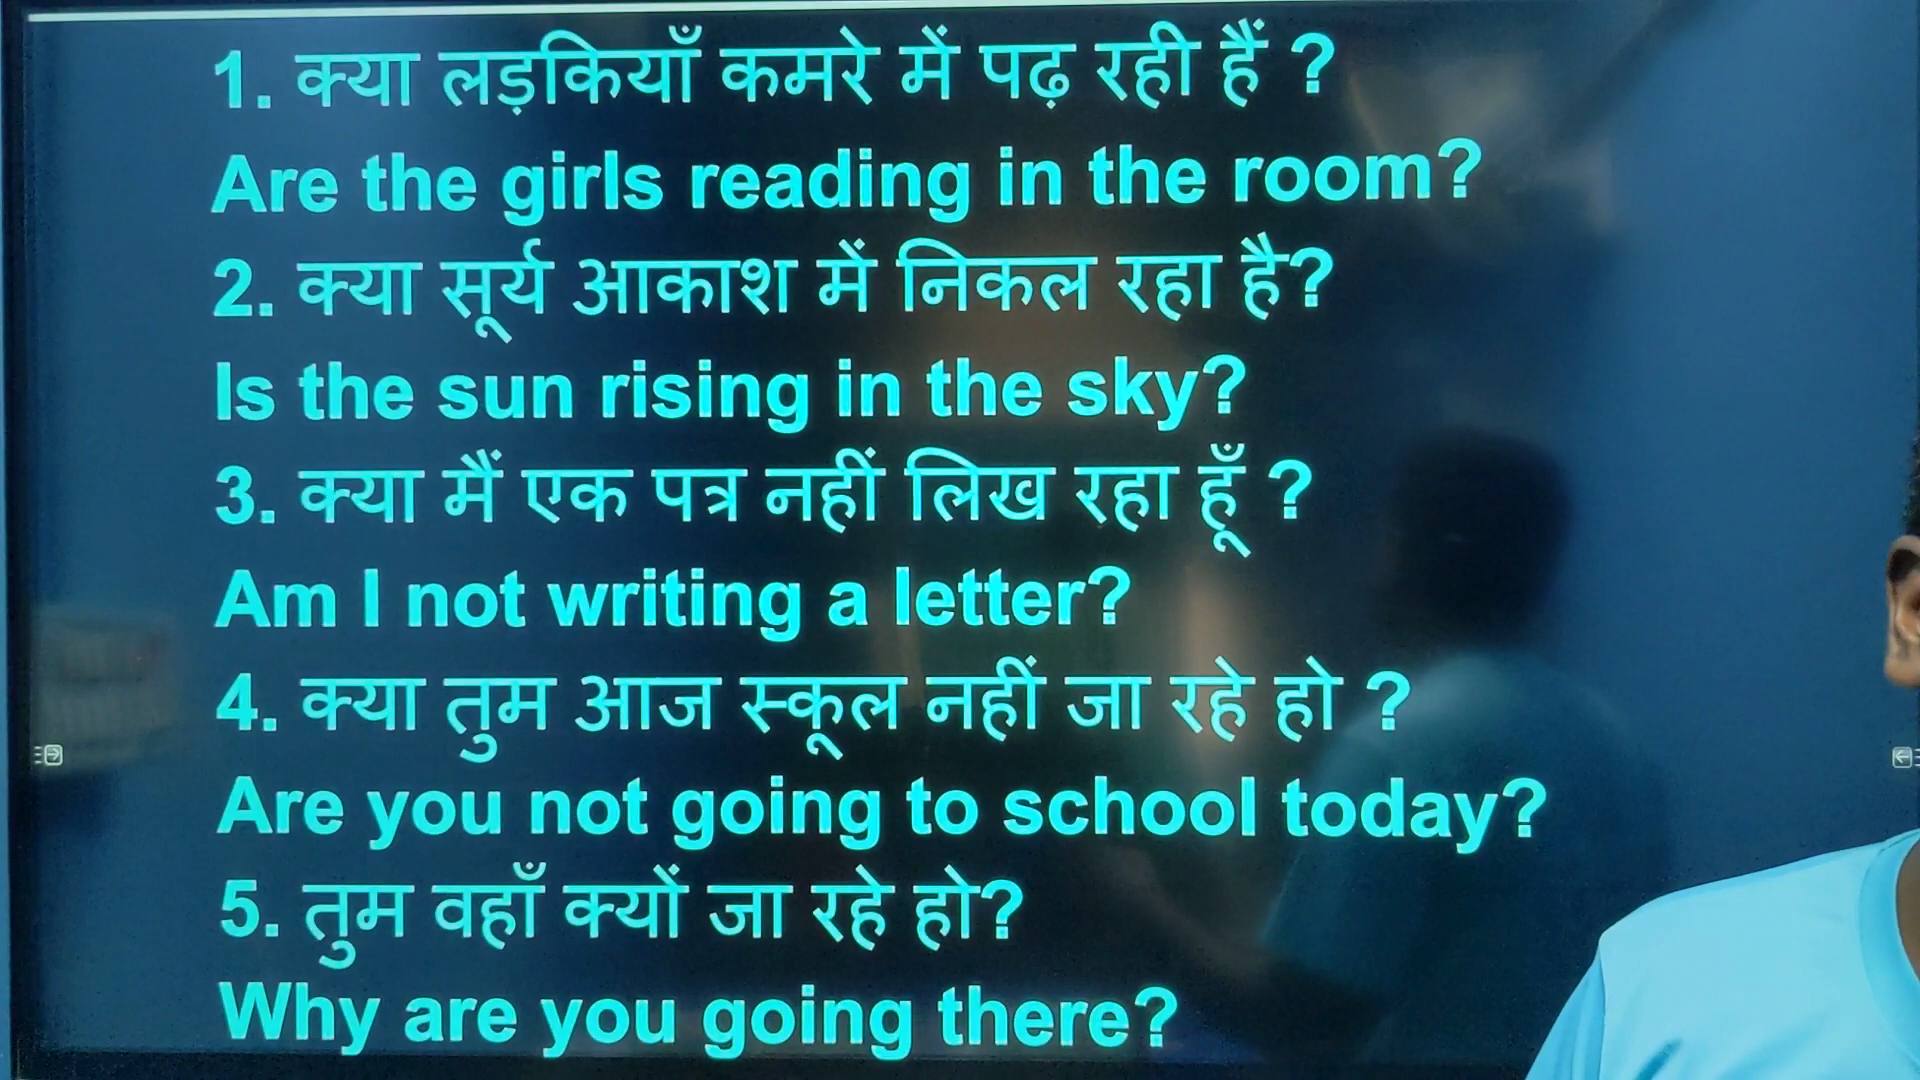 1. क्या लड़कियाँ कमरे में पढ़ रही हैं ?
Are the girls reading in the room?
2. क्या सूर्य आकाश में निकल रहा है?
Is the sun rising in the sky?
3. क्या मैं एक पत्र नहीं लिख रहा हूँ ?
Am I not writing a letter?
4. क्या तुम आज स्कूल नहीं जा रहे हो ?
Are you not going to school today?
5. तुम वहाँ क्यों जा रहे हो?
Why are you going there?